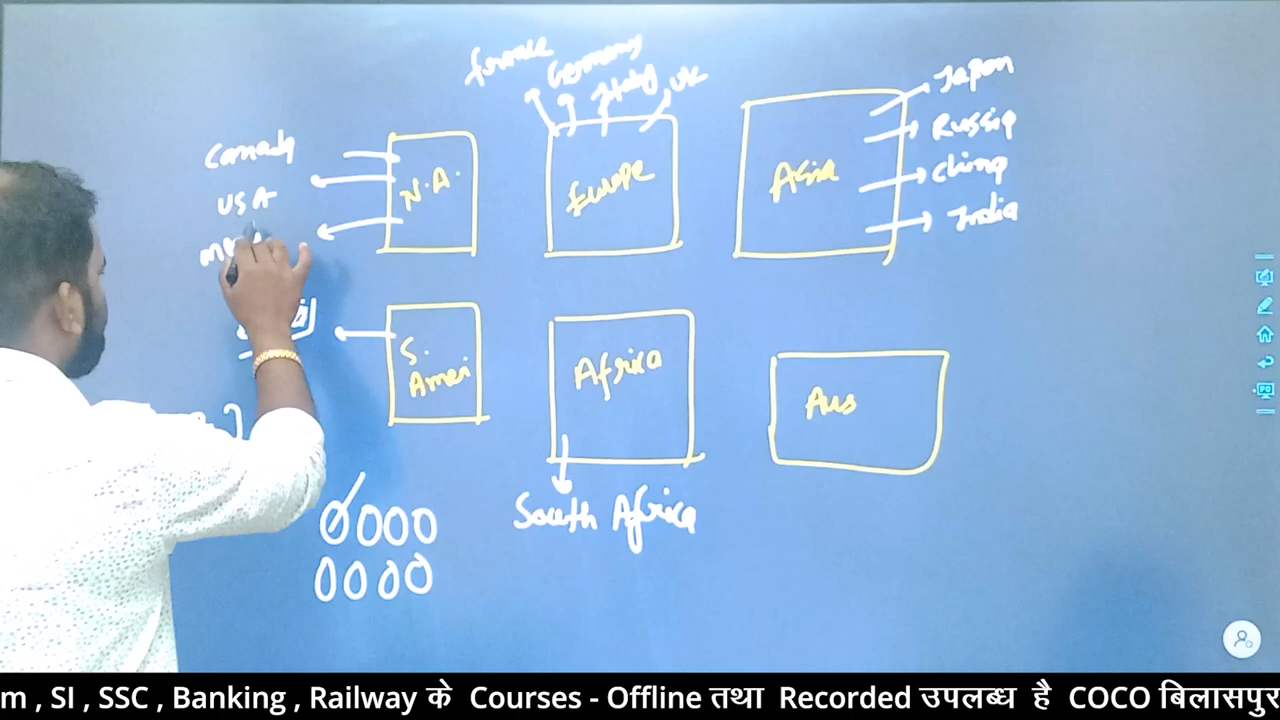 France
Germany
Italy
UK
Japan
Canada
Russia
N.A.
Europe
Asia
China
USA
India
S.
Amer
Africa
Aus
South Africa
0000
0000
m , SI , SSC , Banking , Railway के Courses - Offline तथा Recorded उपलब्ध है COCO बिलासपुर